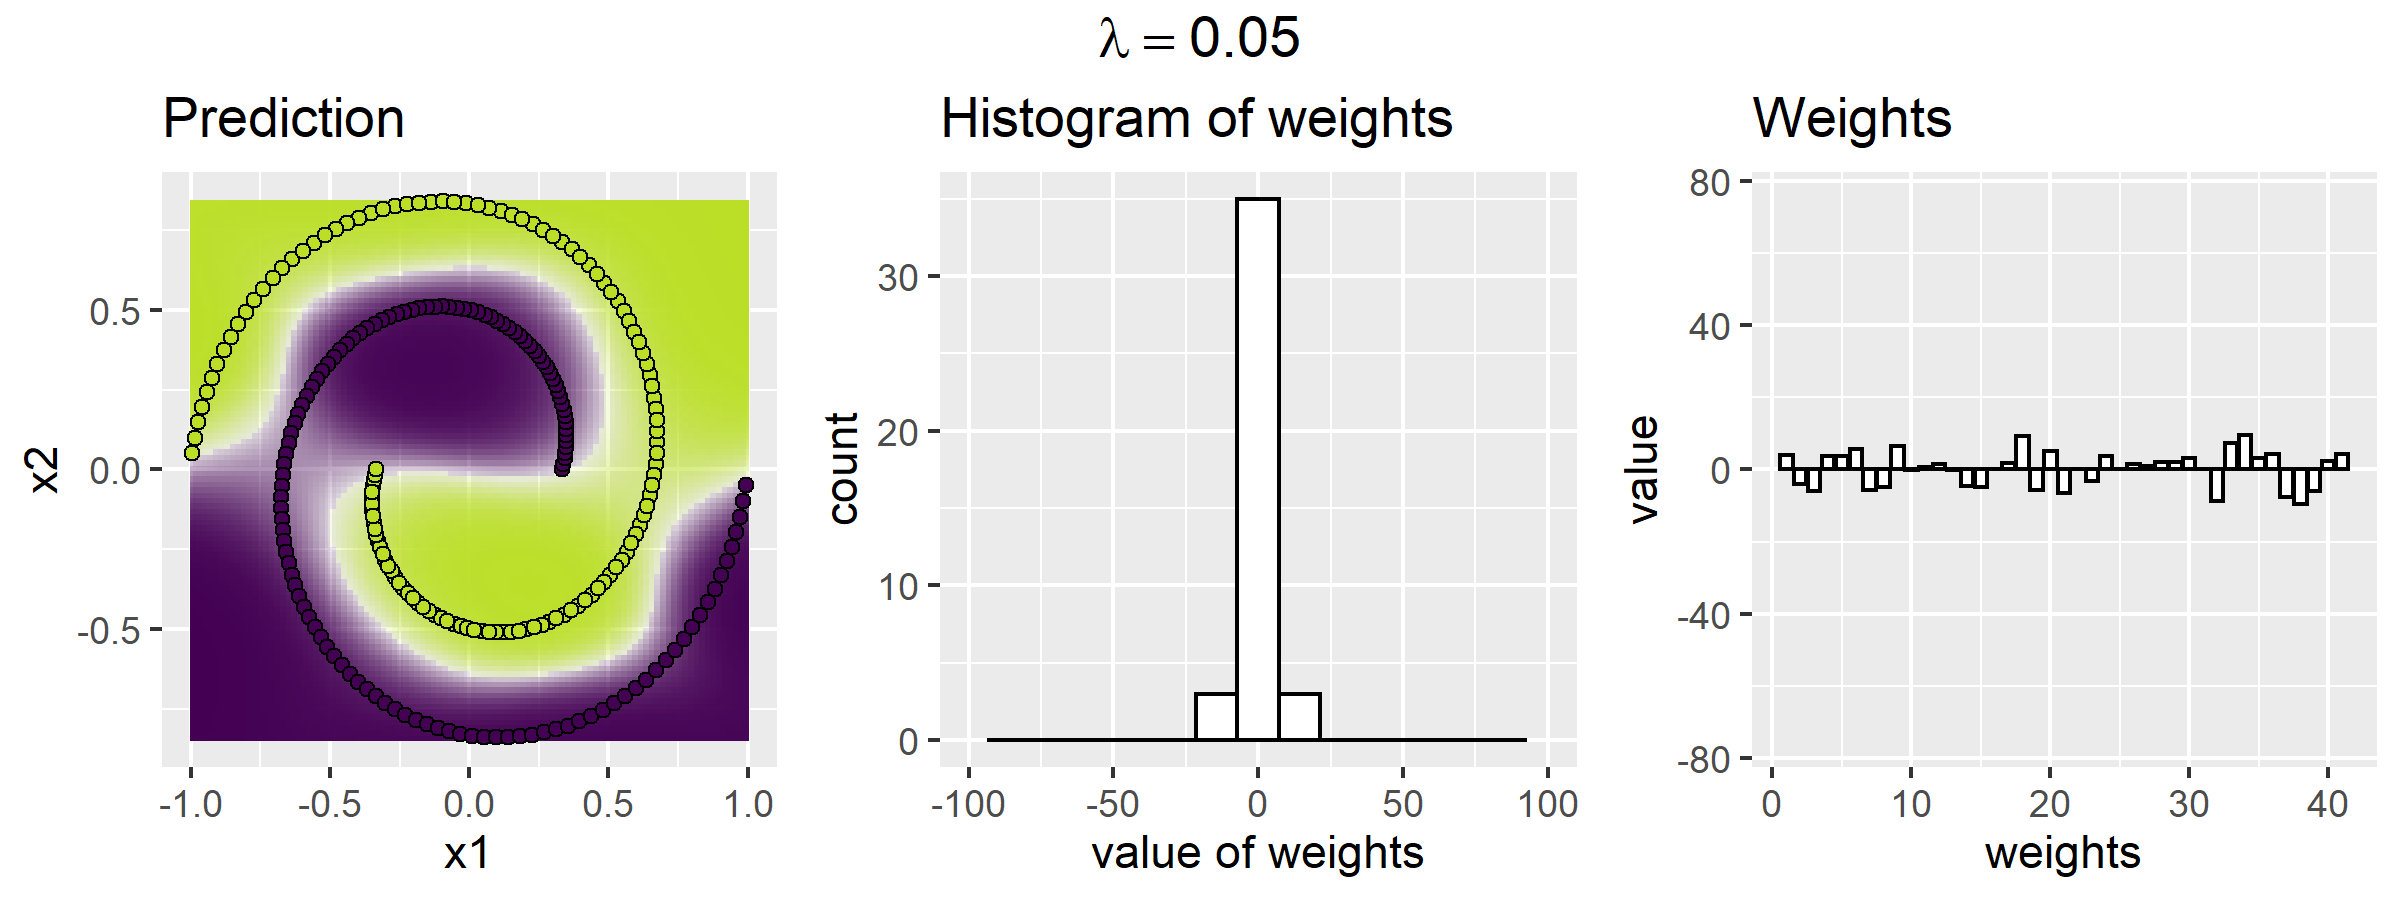 λ = 0.05
Prediction
x2
0.5
0.0
-0.5
-1.0 -0.5 0.0 0.5 1.0
x1
Histogram of weights
count
30
20
10
0
-100 -50 0 50 100
value of weights
Weights
value
80
40
0
-40
-80
0 10 20 30 40
weights